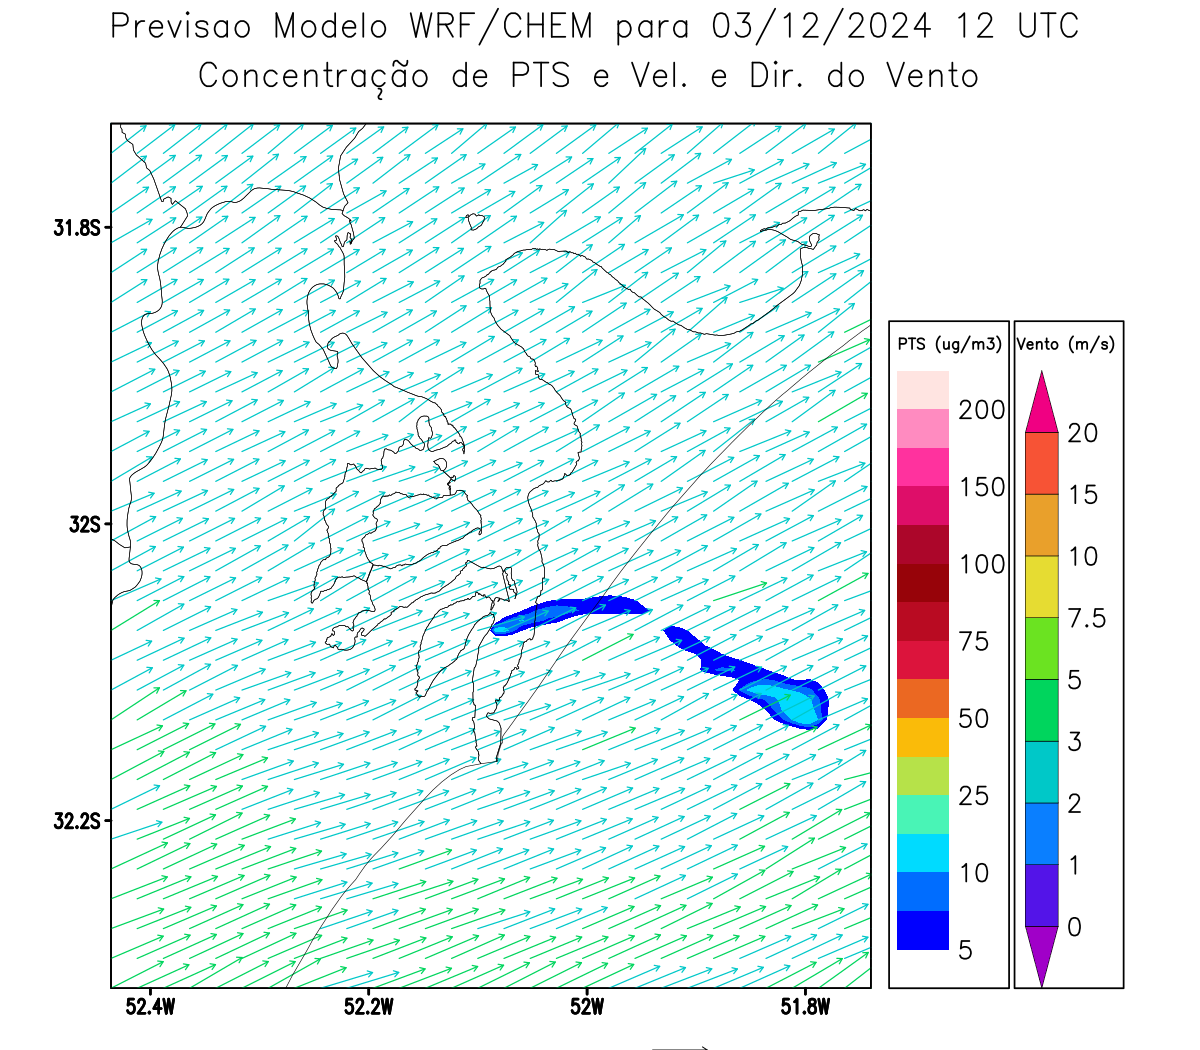 Previsao Modelo WRF/CHEM para 03/12/2024 12 UTC
Concentração de PTS e Vel. e Dir. do Vento
31.8S
32S
32.2S
52.4W 52.2W 52W 51.8W
PTS (ug/m3)
200
150
100
75
50
25
10
5
Vento (m/s)
20
15
10
7.5
5
3
2
1
0